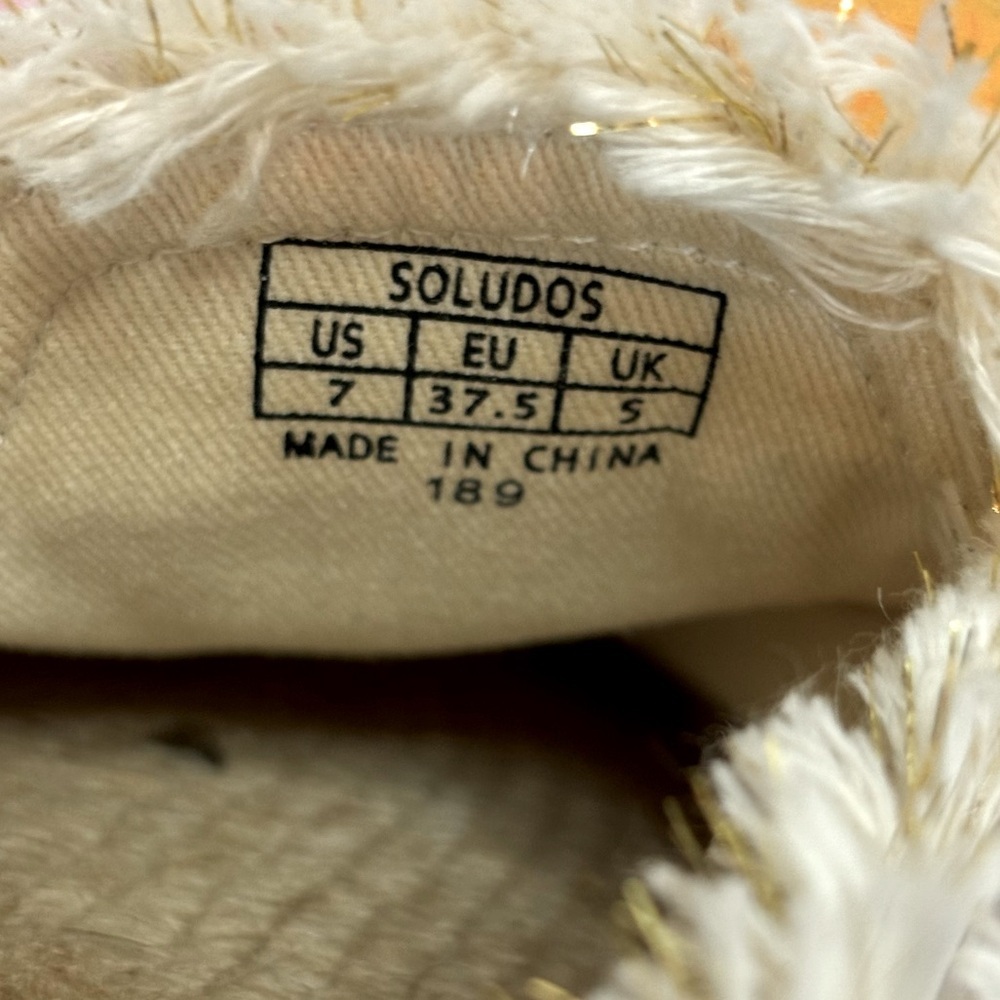 SOLUDOS
US EU UK
7 37.5 5
MADE IN CHINA
189